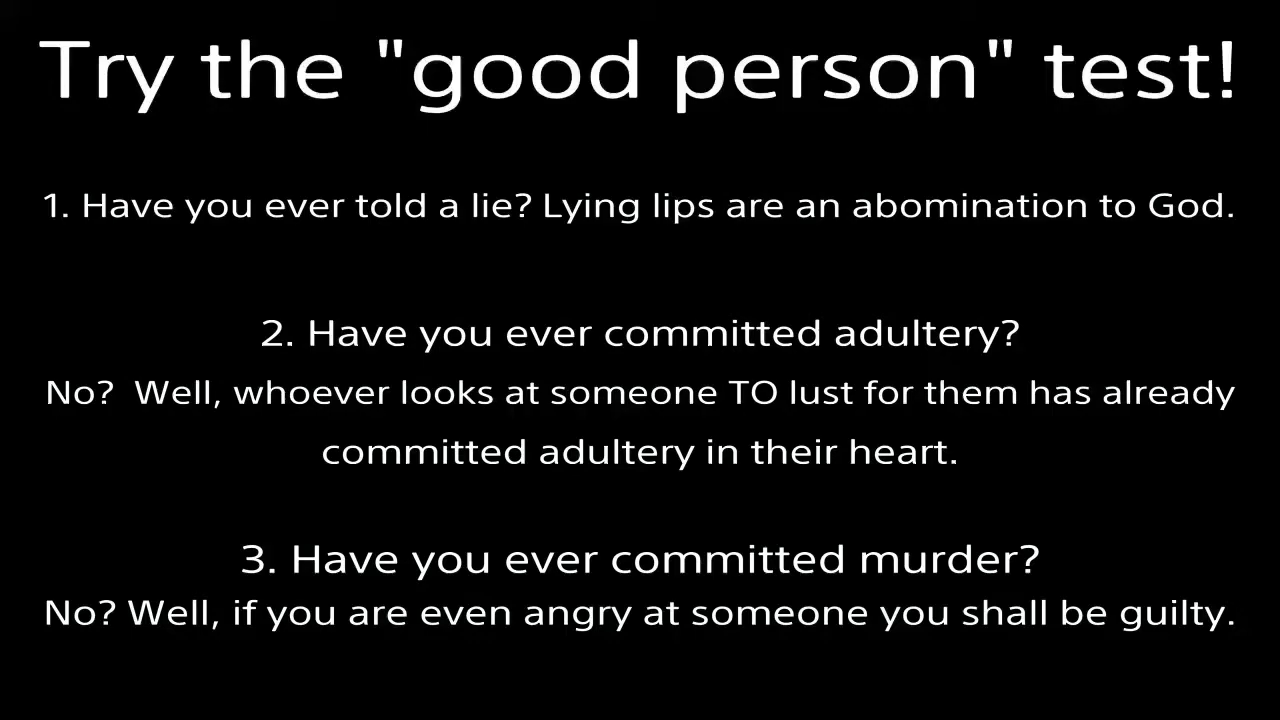 Try the "good person" test!
1. Have you ever told a lie? Lying lips are an abomination to God.
2. Have you ever committed adultery?
No?  Well, whoever looks at someone TO lust for them has already
committed adultery in their heart.
3. Have you ever committed murder?
No? Well, if you are even angry at someone you shall be guilty.